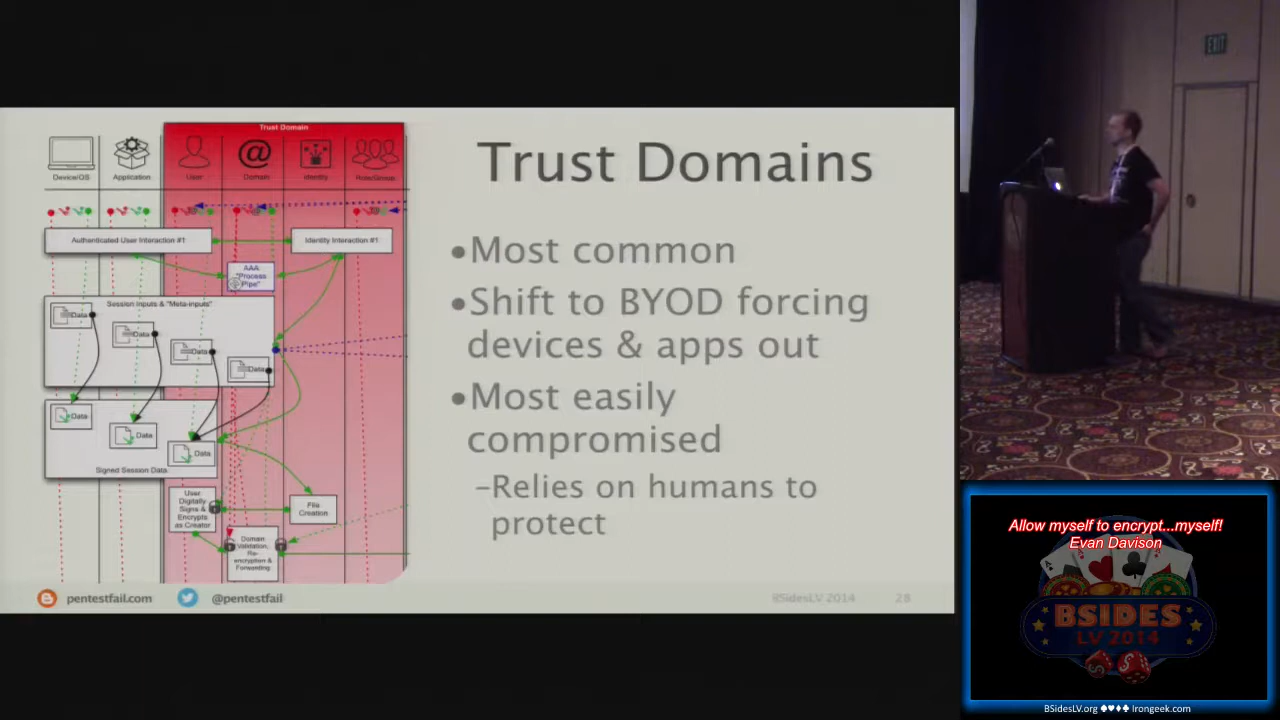 Trust Domain
Device/OS
Application
User
Domain
Identity
Role/Group
@
Authenticated User Interaction #1
Identity Interaction #1
AAA
"Process
Pipe"
Session Inputs & "Meta-inputs"
Data
Data
Data
Data
Data
Data
Data
Signed Session Data
User
Digitally
Signs &
Encrypts
as Creator
File
Creation
Domain
Validation,
Re-
encryption &
Forwarding
Trust Domains
•Most common
•Shift to BYOD forcing
devices & apps out
•Most easily
compromised
–Relies on humans to
protect
pentestfail.com
@pentestfail
BSidesLV 2014
28
EXIT
Allow myself to encrypt...myself!
Evan Davison
BSIDES
LV 2014
BSidesLV.org ♠♥♦♣ Irongeek.com